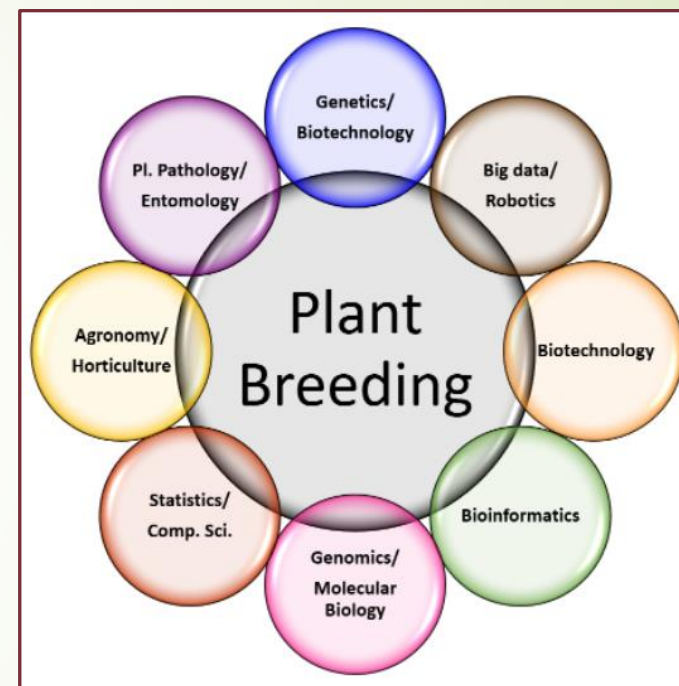 Plant
Breeding
Genetics/
Biotechnology
Big data/
Robotics
Biotechnology
Bioinformatics
Genomics/
Molecular
Biology
Statistics/
Comp. Sci.
Agronomy/
Horticulture
Pl. Pathology/
Entomology